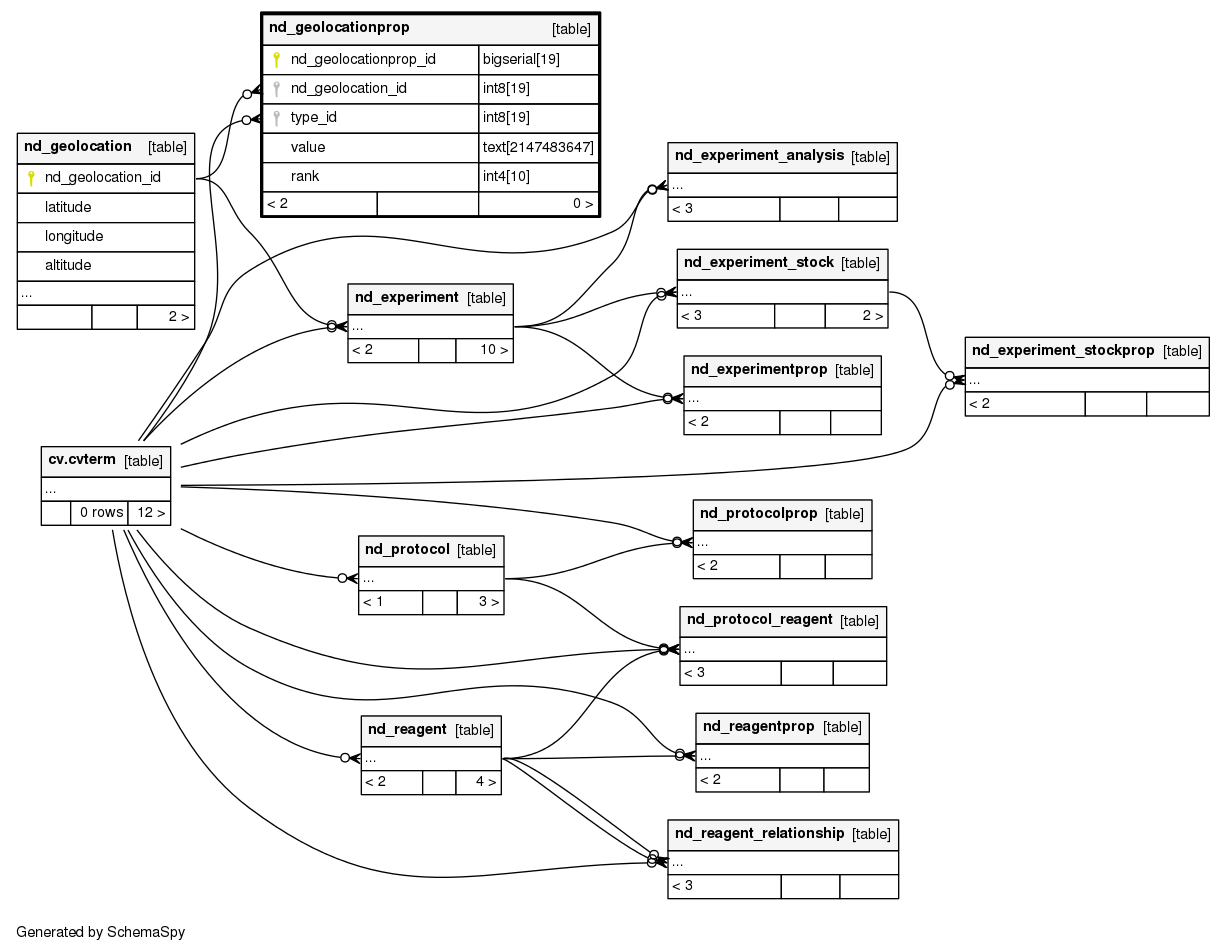 nd_geolocationprop [table]
nd_geolocationprop_id bigserial[19]
nd_geolocation_id int8[19]
type_id int8[19]
value text[2147483647]
rank int4[10]
< 2 0 >
nd_geolocation [table]
nd_geolocation_id
latitude
longitude
altitude
...
2 >
nd_experiment_analysis [table]
...
< 3
nd_experiment_stock [table]
...
< 3 2 >
nd_experiment [table]
...
< 2 10 >
nd_experimentprop [table]
...
< 2
nd_experiment_stockprop [table]
...
< 2
cv.cvterm [table]
...
0 rows 12 >
nd_protocolprop [table]
...
< 2
nd_protocol [table]
...
< 1 3 >
nd_protocol_reagent [table]
...
< 3
nd_reagent [table]
...
< 2 4 >
nd_reagentprop [table]
...
< 2
nd_reagent_relationship [table]
...
< 3
Generated by SchemaSpy